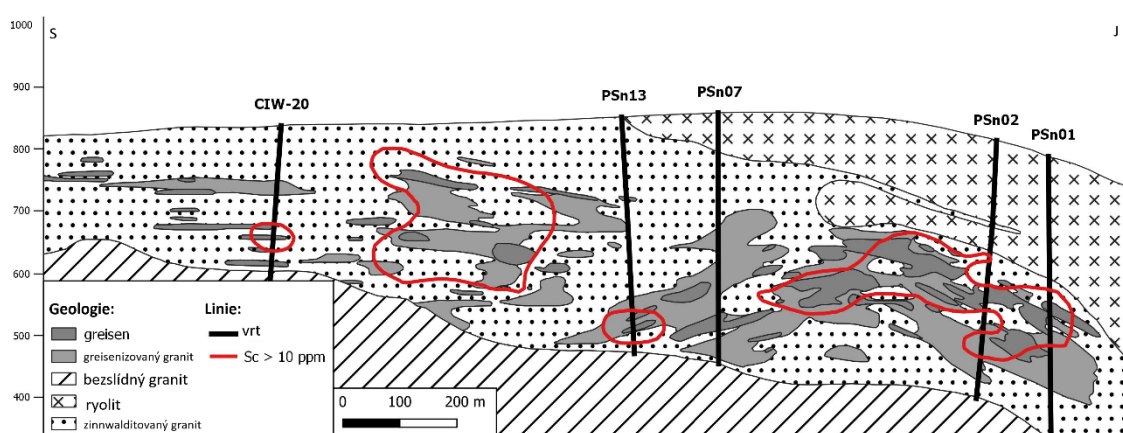 1000
S
J
900
CIW-20
PSn13
PSn07
PSn02
PSn01
800
700
600
500
400
Geologie:
greisen
greisenizovaný granit
bezslídný granit
ryolit
zinnwalditovaný granit
Linie:
vrt
Sc > 10 ppm
0 100 200 m